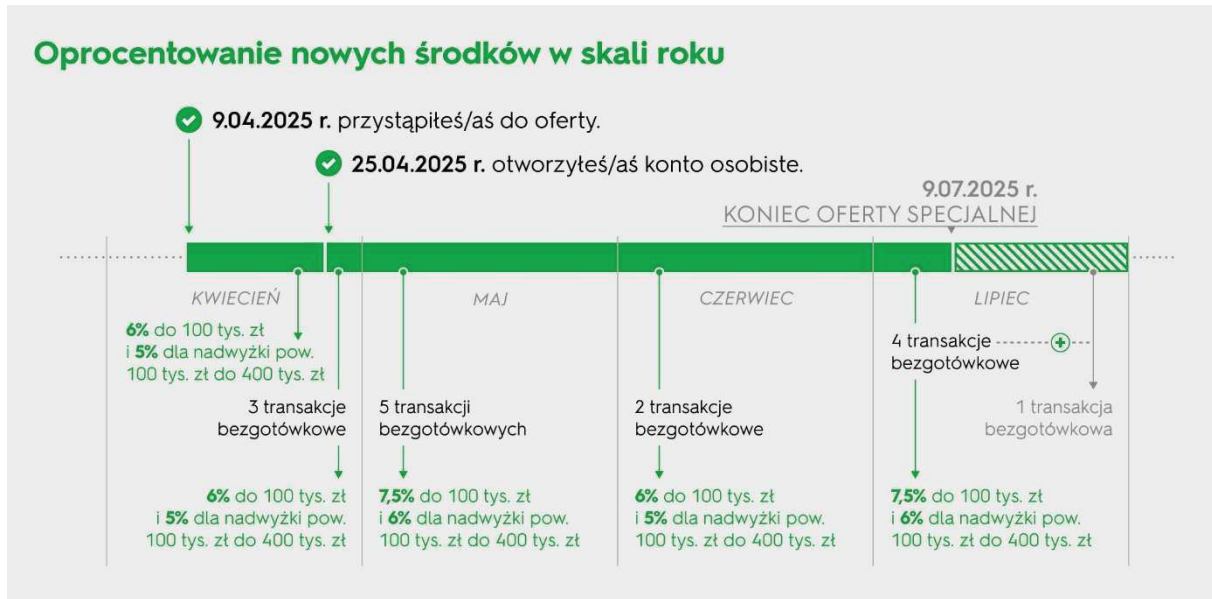 Oprocentowanie nowych środków w skali roku
9.04.2025 r. przystąpiłeś/aś do oferty.
25.04.2025 r. otworzyłeś/aś konto osobiste.
9.07.2025 r.
KONIEC OFERTY SPECJALNEJ
KWIECIEŃ
MAJ
CZERWIEC
LIPIEC
6% do 100 tys. zł
i 5% dla nadwyżki pow.
100 tys. zł do 400 tys. zł
3 transakcje
bezgotówkowe
6% do 100 tys. zł
i 5% dla nadwyżki pow.
100 tys. zł do 400 tys. zł
5 transakcji
bezgotówkowych
7,5% do 100 tys. zł
i 6% dla nadwyżki pow.
100 tys. zł do 400 tys. zł
2 transakcje
bezgotówkowe
6% do 100 tys. zł
i 5% dla nadwyżki pow.
100 tys. zł do 400 tys. zł
4 transakcje
bezgotówkowe
1 transakcja
bezgotówkowa
7,5% do 100 tys. zł
i 6% dla nadwyżki pow.
100 tys. zł do 400 tys. zł